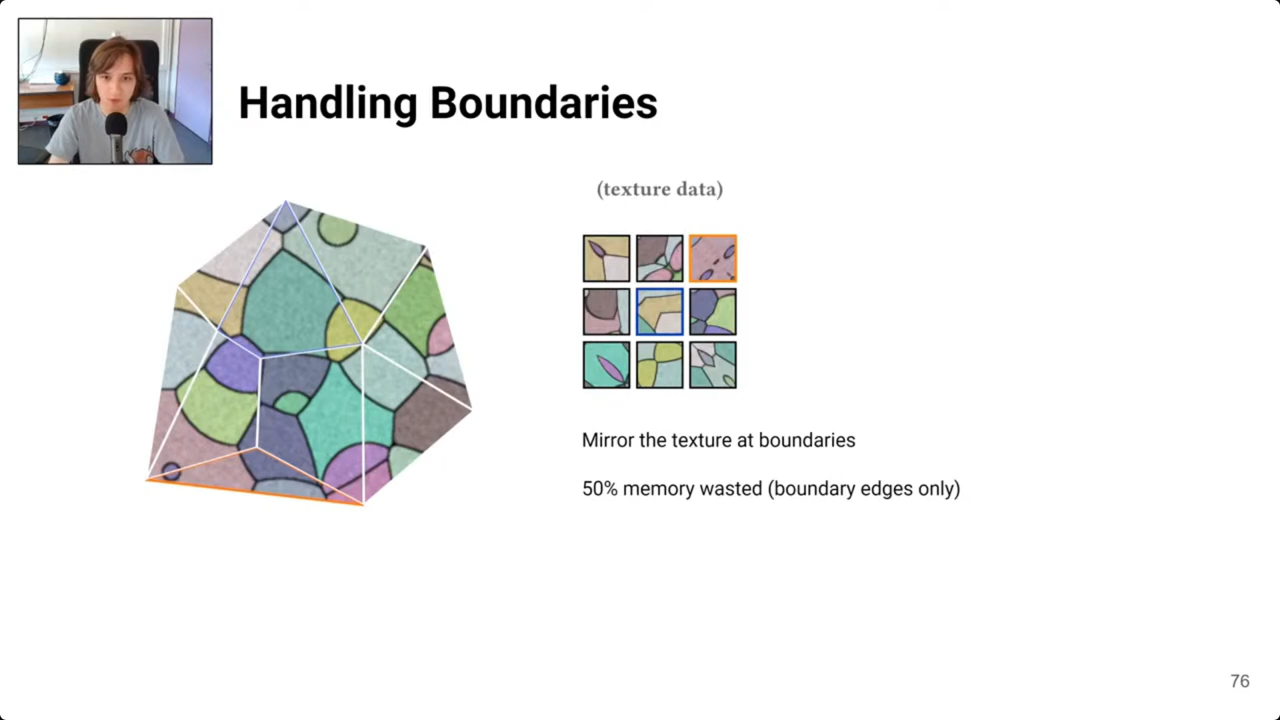 Handling Boundaries
(texture data)
Mirror the texture at boundaries
50% memory wasted (boundary edges only)
76